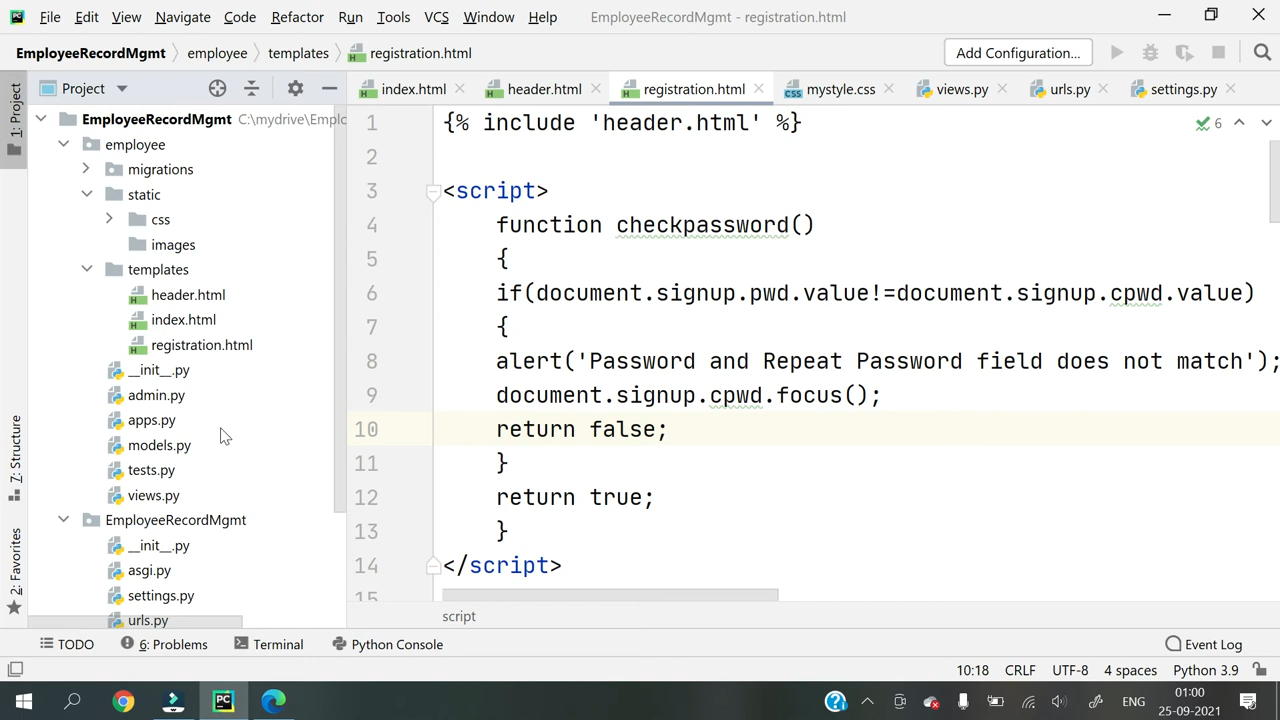 File Edit View Navigate Code Refactor Run Tools VCS Window Help EmployeeRecordMgmt - registration.html
EmployeeRecordMgmt employee templates registration.html Add Configuration...
Project index.html header.html registration.html mystyle.css views.py urls.py settings.py
1: Project
7: Structure
2: Favorites
EmployeeRecordMgmt C:\mydrive\Emplo
employee
migrations
static
css
images
templates
header.html
index.html
registration.html
__init__.py
admin.py
apps.py
models.py
tests.py
views.py
EmployeeRecordMgmt
__init__.py
asgi.py
settings.py
urls.py
6
1 {% include 'header.html' %}
2
3 <script>
4 function checkpassword()
5 {
6 if(document.signup.pwd.value!=document.signup.cpwd.value)
7 {
8 alert('Password and Repeat Password field does not match');
9 document.signup.cpwd.focus();
10 return false;
11 }
12 return true;
13 }
14 </script>
15
script
TODO 6: Problems Terminal Python Console Event Log
10:18 CRLF UTF-8 4 spaces Python 3.9
PC ENG 01:00
25-09-2021